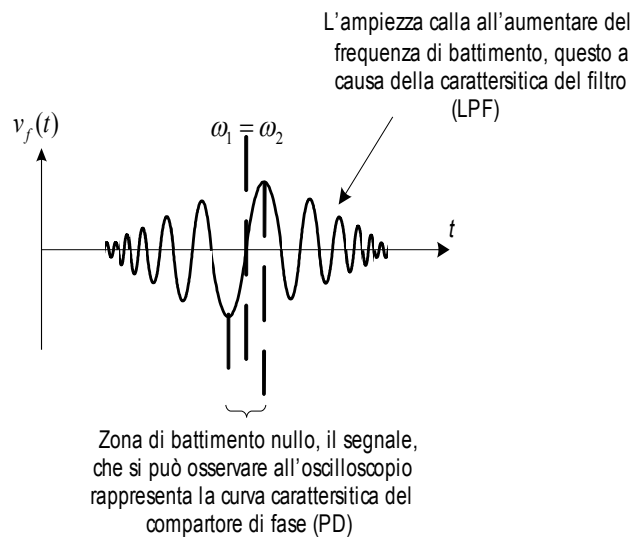 L'ampiezza calla all'aumentare del
frequenza di battimento, questo a
causa della carattersitica del filtro
(LPF)
v_f(t)
ω₁ = ω₂
t
Zona di battimento nullo, il segnale,
che si può osservare all'oscilloscopio
rappresenta la curva carattersitica del
compartore di fase (PD)